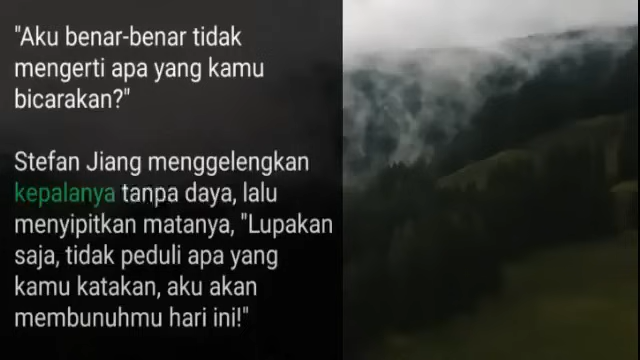 "Aku benar-benar tidak
mengerti apa yang kamu
bicarakan?"
Stefan Jiang menggelengkan
kepalanya tanpa daya, lalu
menyipitkan matanya, "Lupakan
saja, tidak peduli apa yang
kamu katakan, aku akan
membunuhmu hari ini!"